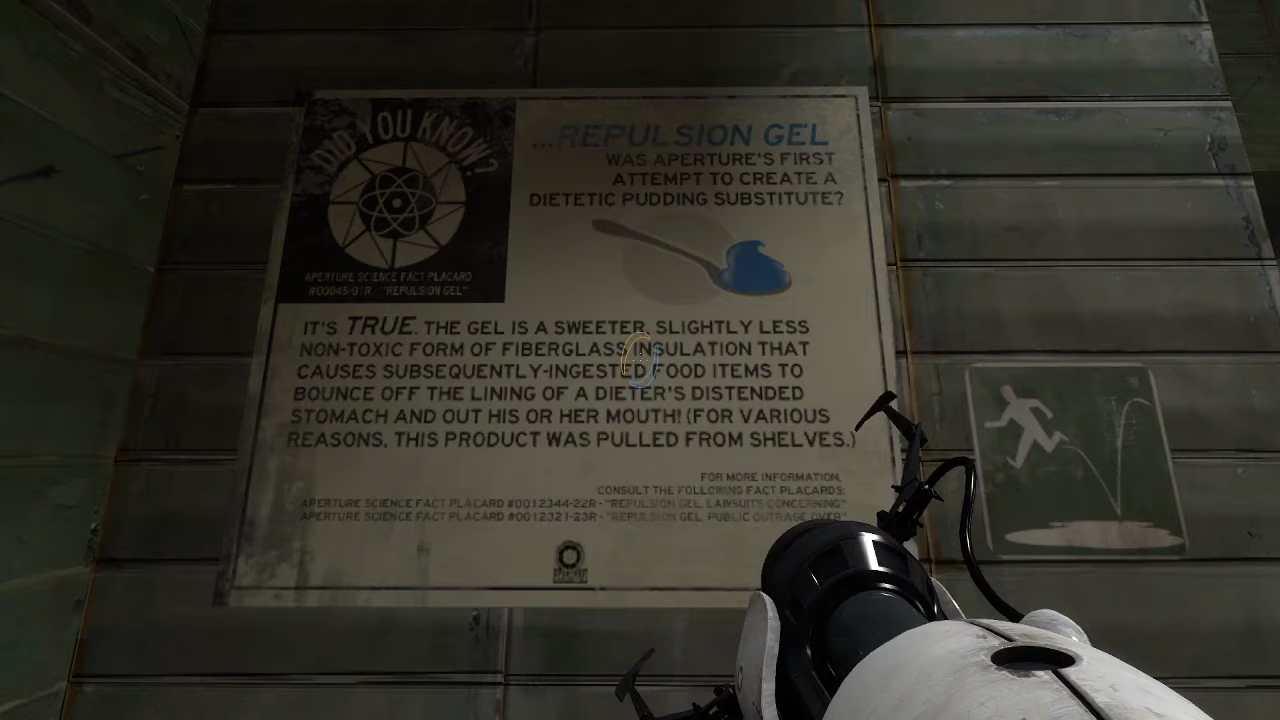 DID YOU KNOW?
APERTURE SCIENCE FACT PLACARD
#00045-01R - "REPULSION GEL"
...REPULSION GEL
WAS APERTURE'S FIRST
ATTEMPT TO CREATE A
DIETETIC PUDDING SUBSTITUTE?
IT'S TRUE. THE GEL IS A SWEETER, SLIGHTLY LESS
NON-TOXIC FORM OF FIBERGLASS INSULATION THAT
CAUSES SUBSEQUENTLY-INGESTED FOOD ITEMS TO
BOUNCE OFF THE LINING OF A DIETER'S DISTENDED
STOMACH AND OUT HIS OR HER MOUTH! (FOR VARIOUS
REASONS, THIS PRODUCT WAS PULLED FROM SHELVES.)
FOR MORE INFORMATION,
CONSULT THE FOLLOWING FACT PLACARDS:
APERTURE SCIENCE FACT PLACARD #0012344-22R - "REPULSION GEL, LAWSUITS CONCERNING"
APERTURE SCIENCE FACT PLACARD #0012321-23R - "REPULSION GEL, PUBLIC OUTRAGE OVER"